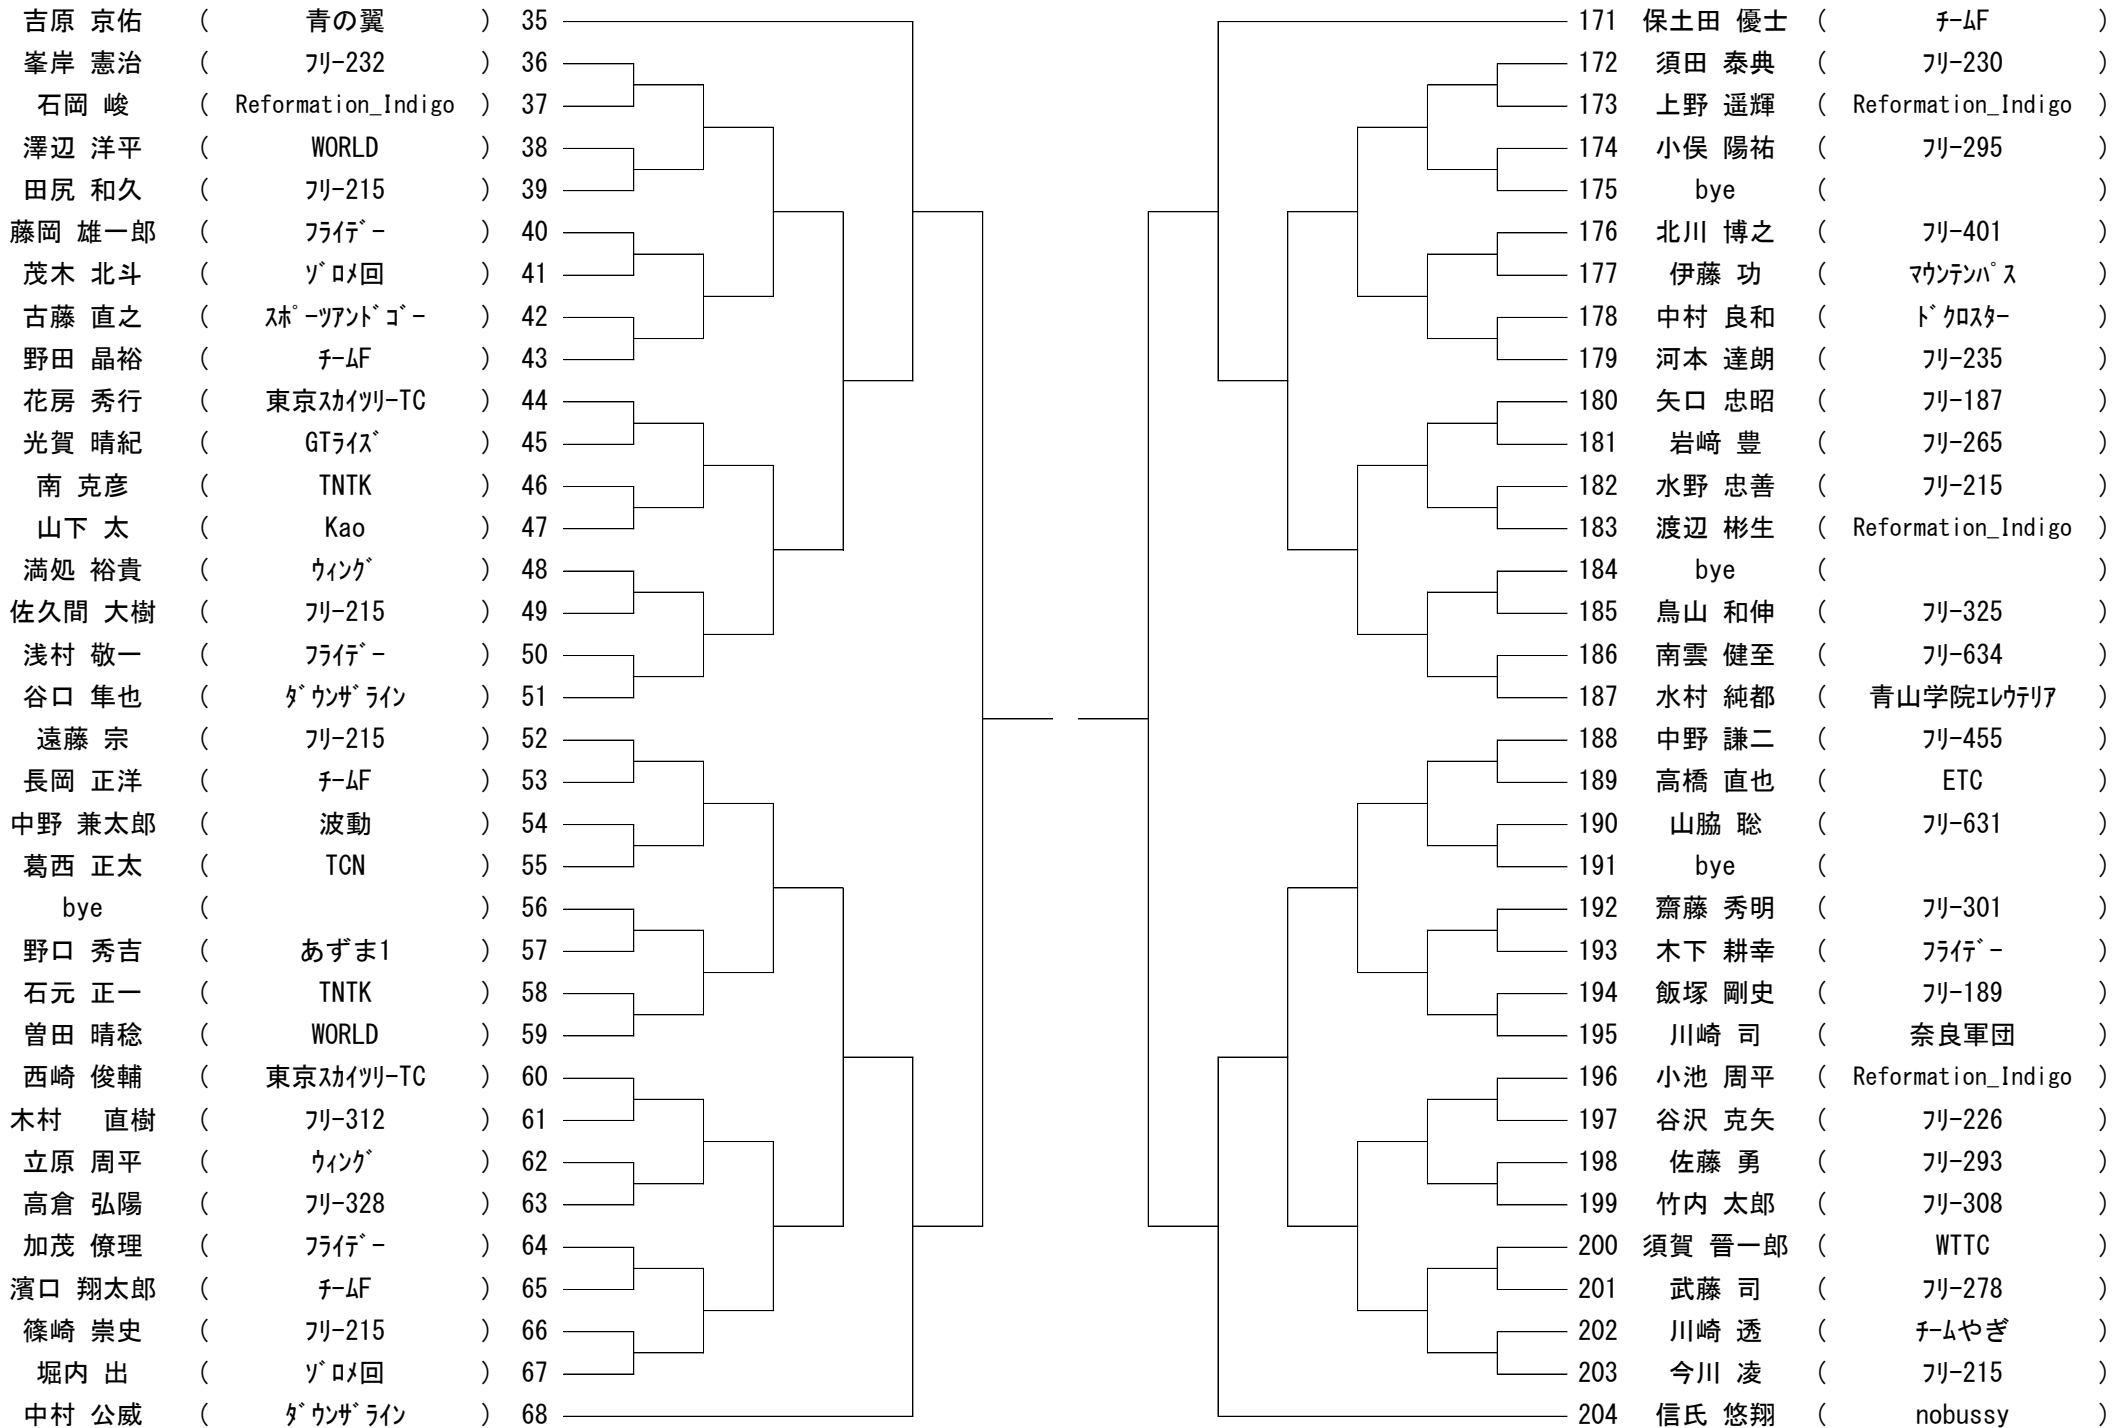 吉原 京佑 ( 青の翼 ) 35
峯岸 憲治 ( ﾌﾘｰ232 ) 36
石岡 峻 ( Reformation_Indigo ) 37
澤辺 洋平 ( WORLD ) 38
田尻 和久 ( ﾌﾘｰ215 ) 39
藤岡 雄一郎 ( ﾌﾗｲﾃﾞｰ ) 40
茂木 北斗 ( ｿﾞﾛﾒ回 ) 41
古藤 直之 ( ｽﾎﾟｰﾂｱﾝﾄﾞｺﾞｰ ) 42
野田 晶裕 ( ﾁｰﾑF ) 43
花房 秀行 ( 東京ｽｶｲﾂﾘｰTC ) 44
光賀 晴紀 ( GTﾗｲｽﾞ ) 45
南 克彦 ( TNTK ) 46
山下 太 ( Kao ) 47
満処 裕貴 ( ｳｨﾝｸﾞ ) 48
佐久間 大樹 ( ﾌﾘｰ215 ) 49
浅村 敬一 ( ﾌﾗｲﾃﾞｰ ) 50
谷口 隼也 ( ﾀﾞｳﾝｻﾞﾗｲﾝ ) 51
遠藤 宗 ( ﾌﾘｰ215 ) 52
長岡 正洋 ( ﾁｰﾑF ) 53
中野 兼太郎 ( 波動 ) 54
葛西 正太 ( TCN ) 55
bye ( ) 56
野口 秀吉 ( あずま1 ) 57
石元 正一 ( TNTK ) 58
曽田 晴稔 ( WORLD ) 59
西崎 俊輔 ( 東京ｽｶｲﾂﾘｰTC ) 60
木村 直樹 ( ﾌﾘｰ312 ) 61
立原 周平 ( ｳｨﾝｸﾞ ) 62
高倉 弘陽 ( ﾌﾘｰ328 ) 63
加茂 僚理 ( ﾌﾗｲﾃﾞｰ ) 64
濱口 翔太郎 ( ﾁｰﾑF ) 65
篠崎 崇史 ( ﾌﾘｰ215 ) 66
堀内 出 ( ｿﾞﾛﾒ回 ) 67
中村 公威 ( ﾀﾞｳﾝｻﾞﾗｲﾝ ) 68
171 保土田 優士 ( ﾁｰﾑF )
172 須田 泰典 ( ﾌﾘｰ230 )
173 上野 遥輝 ( Reformation_Indigo )
174 小俣 陽祐 ( ﾌﾘｰ295 )
175 bye ( )
176 北川 博之 ( ﾌﾘｰ401 )
177 伊藤 功 ( ﾏｳﾝﾃﾝﾊﾟｽ )
178 中村 良和 ( ﾄﾞｸﾛｽﾀｰ )
179 河本 達朗 ( ﾌﾘｰ235 )
180 矢口 忠昭 ( ﾌﾘｰ187 )
181 岩﨑 豊 ( ﾌﾘｰ265 )
182 水野 忠善 ( ﾌﾘｰ215 )
183 渡辺 彬生 ( Reformation_Indigo )
184 bye ( )
185 鳥山 和伸 ( ﾌﾘｰ325 )
186 南雲 健至 ( ﾌﾘｰ634 )
187 水村 純都 ( 青山学院ｴﾚｳﾃﾘｱ )
188 中野 謙二 ( ﾌﾘｰ455 )
189 高橋 直也 ( ETC )
190 山脇 聡 ( ﾌﾘｰ631 )
191 bye ( )
192 齋藤 秀明 ( ﾌﾘｰ301 )
193 木下 耕幸 ( ﾌﾗｲﾃﾞｰ )
194 飯塚 剛史 ( ﾌﾘｰ189 )
195 川崎 司 ( 奈良軍団 )
196 小池 周平 ( Reformation_Indigo )
197 谷沢 克矢 ( ﾌﾘｰ226 )
198 佐藤 勇 ( ﾌﾘｰ293 )
199 竹内 太郎 ( ﾌﾘｰ308 )
200 須賀 晋一郎 ( WTTC )
201 武藤 司 ( ﾌﾘｰ278 )
202 川崎 透 ( ﾁｰﾑやぎ )
203 今川 凌 ( ﾌﾘｰ215 )
204 信氏 悠翔 ( nobussy )